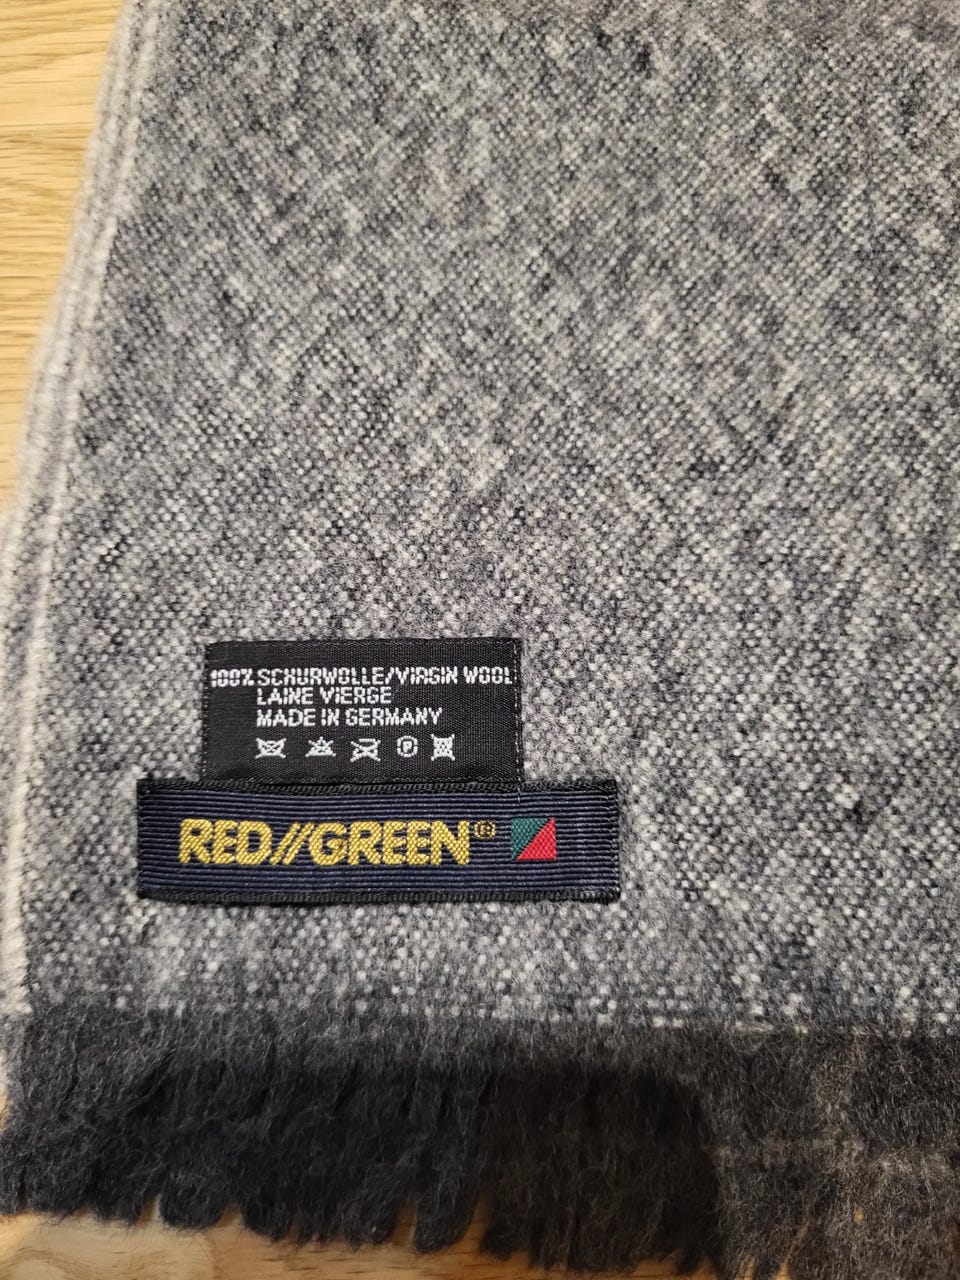 100% SCHURWOLLE/VIRGIN WOOL
LAINE VIERGE
MADE IN GERMANY
P
RED//GREEN®